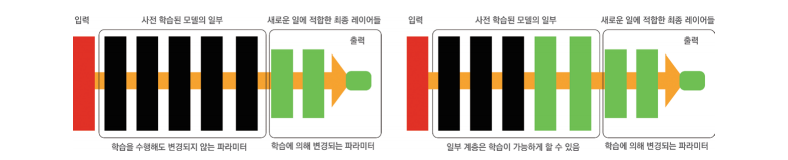 입력
사전 학습된 모델의 일부
새로운 일에 적합한 최종 레이어들
출력
학습을 수행해도 변경되지 않는 파라미터
학습에 의해 변경되는 파라미터
입력
사전 학습된 모델의 일부
새로운 일에 적합한 최종 레이어들
출력
일부 계층은 학습이 가능하게 할 수 있음
학습에 의해 변경되는 파라미터